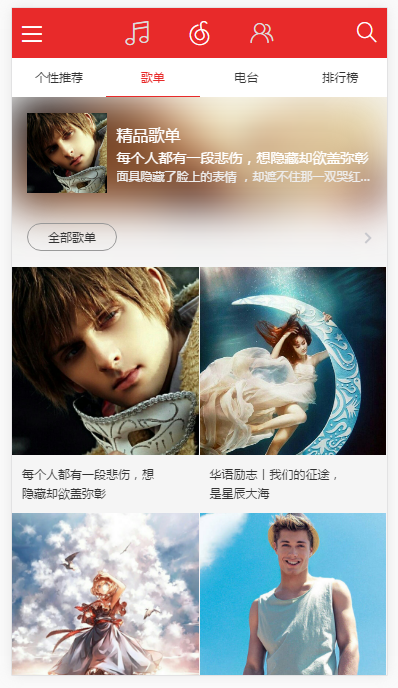 个性推荐
歌单
电台
排行榜
精品歌单
每个人都有一段悲伤，想隐藏却欲盖弥彰
面具隐藏了脸上的表情 ，却遮不住那一双哭红...
全部歌单
每个人都有一段悲伤，想
隐藏却欲盖弥彰
华语励志丨我们的征途，
是星辰大海